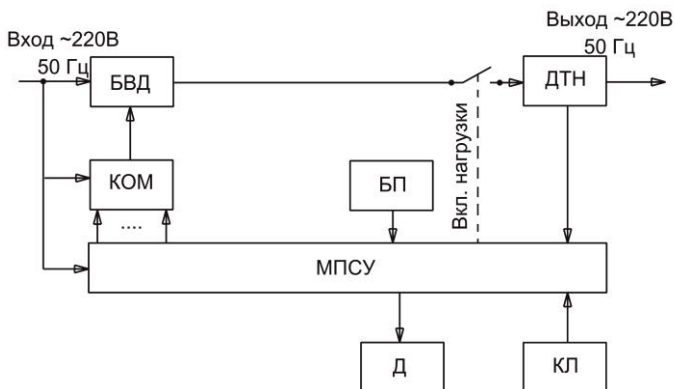 Вход ~220В
50 Гц
Выход ~220В
50 Гц
БВД
ДТН
КОМ
БП
Вкл. нагрузки
....
МПСУ
Д
КЛ